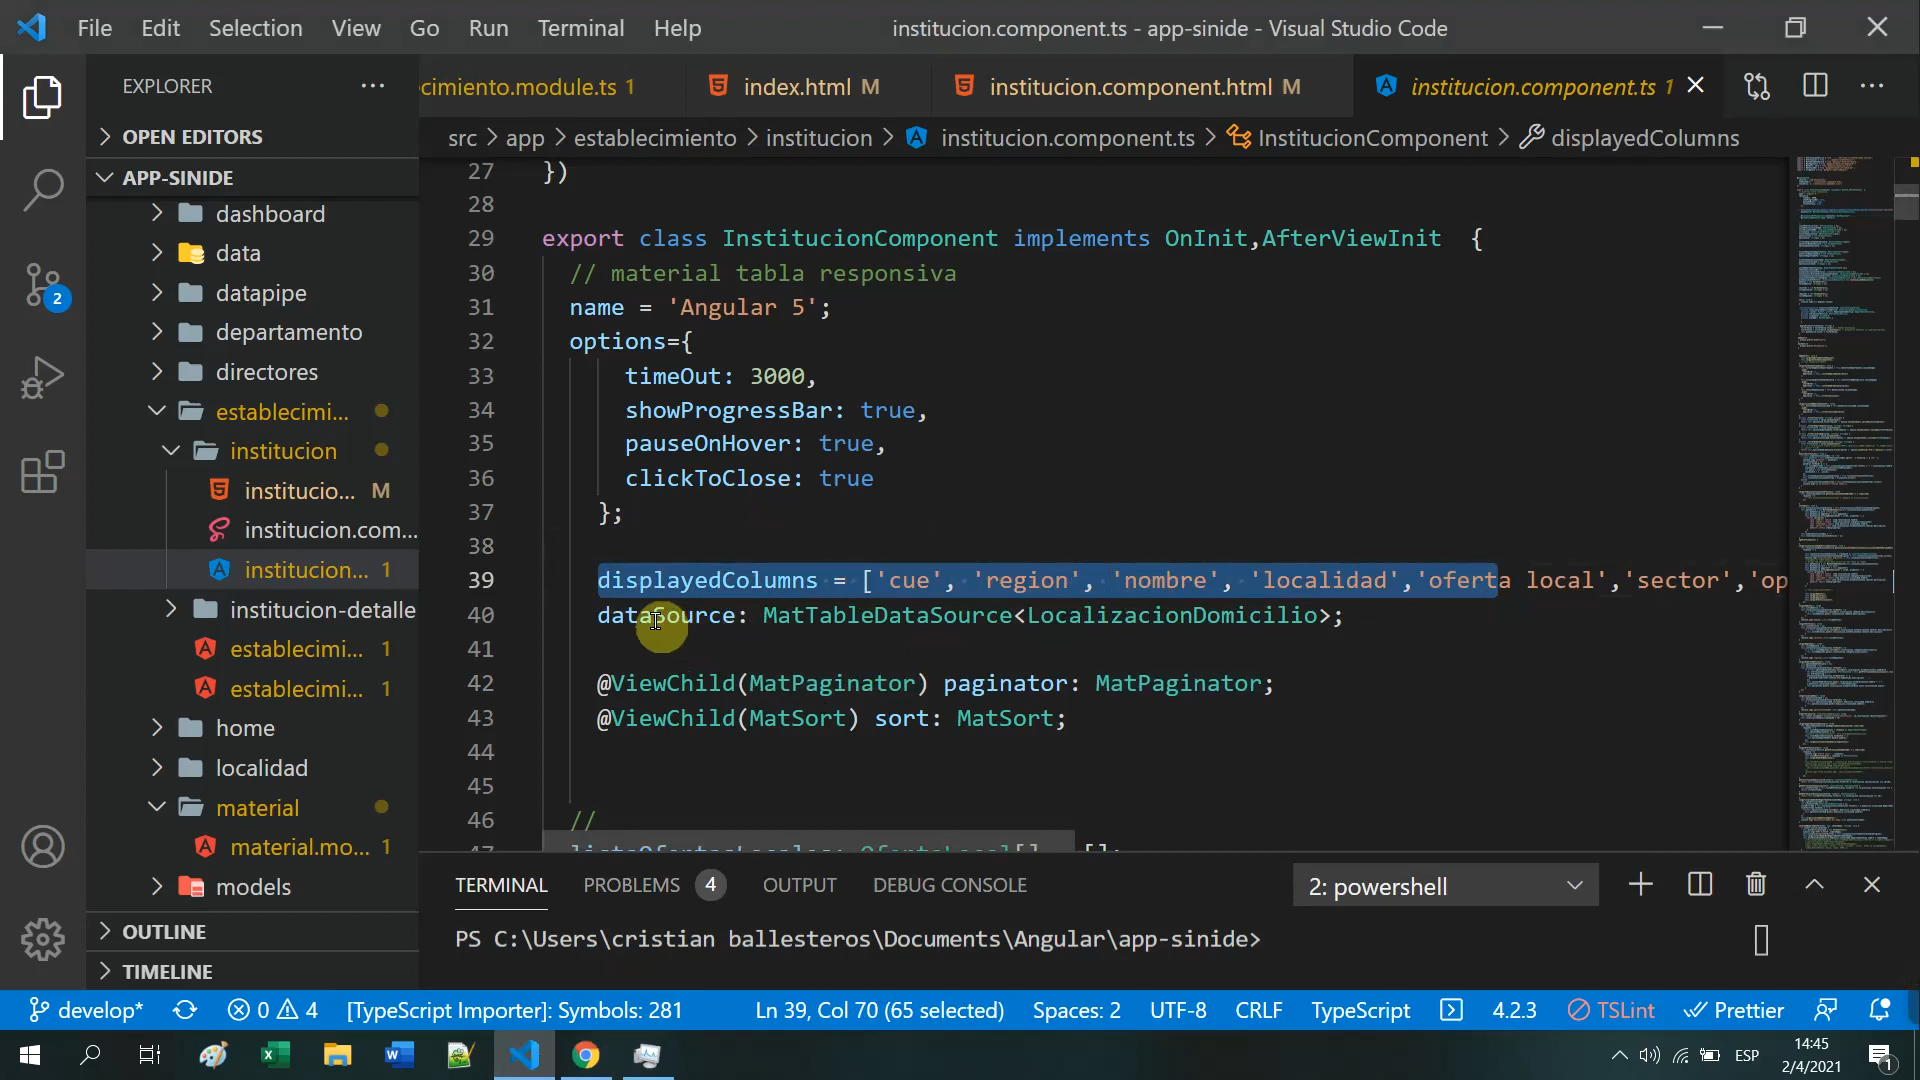 File Edit Selection View Go Run Terminal Help institucion.component.ts - app-sinide - Visual Studio Code
EXPLORER ... cimiento.module.ts 1 index.html M institucion.component.html M institucion.component.ts 1
OPEN EDITORS
src > app > establecimiento > institucion > institucion.component.ts > InstitucionComponent > displayedColumns
APP-SINIDE
dashboard
data
datapipe
departamento
directores
establecimi...
institucion
institucio... M
institucion.com...
institucion... 1
institucion-detalle
establecimi... 1
establecimi... 1
home
localidad
material
material.mo... 1
models
OUTLINE
TIMELINE
2
27 })
28
29 export class InstitucionComponent implements OnInit,AfterViewInit {
30 // material tabla responsiva
31 name = 'Angular 5';
32 options={
33 timeOut: 3000,
34 showProgressBar: true,
35 pauseOnHover: true,
36 clickToClose: true
37 };
38
39 displayedColumns = ['cue', 'region', 'nombre', 'localidad','oferta local','sector','op
40 dataSource: MatTableDataSource<LocalizacionDomicilio>;
41
42 @ViewChild(MatPaginator) paginator: MatPaginator;
43 @ViewChild(MatSort) sort: MatSort;
44
45
46 //
TERMINAL PROBLEMS 4 OUTPUT DEBUG CONSOLE 2: powershell
PS C:\Users\cristian ballesteros\Documents\Angular\app-sinide>
develop* 0 4 [TypeScript Importer]: Symbols: 281 Ln 39, Col 70 (65 selected) Spaces: 2 UTF-8 CRLF TypeScript 4.2.3 TSLint Prettier
ESP 14:45
2/4/2021 1